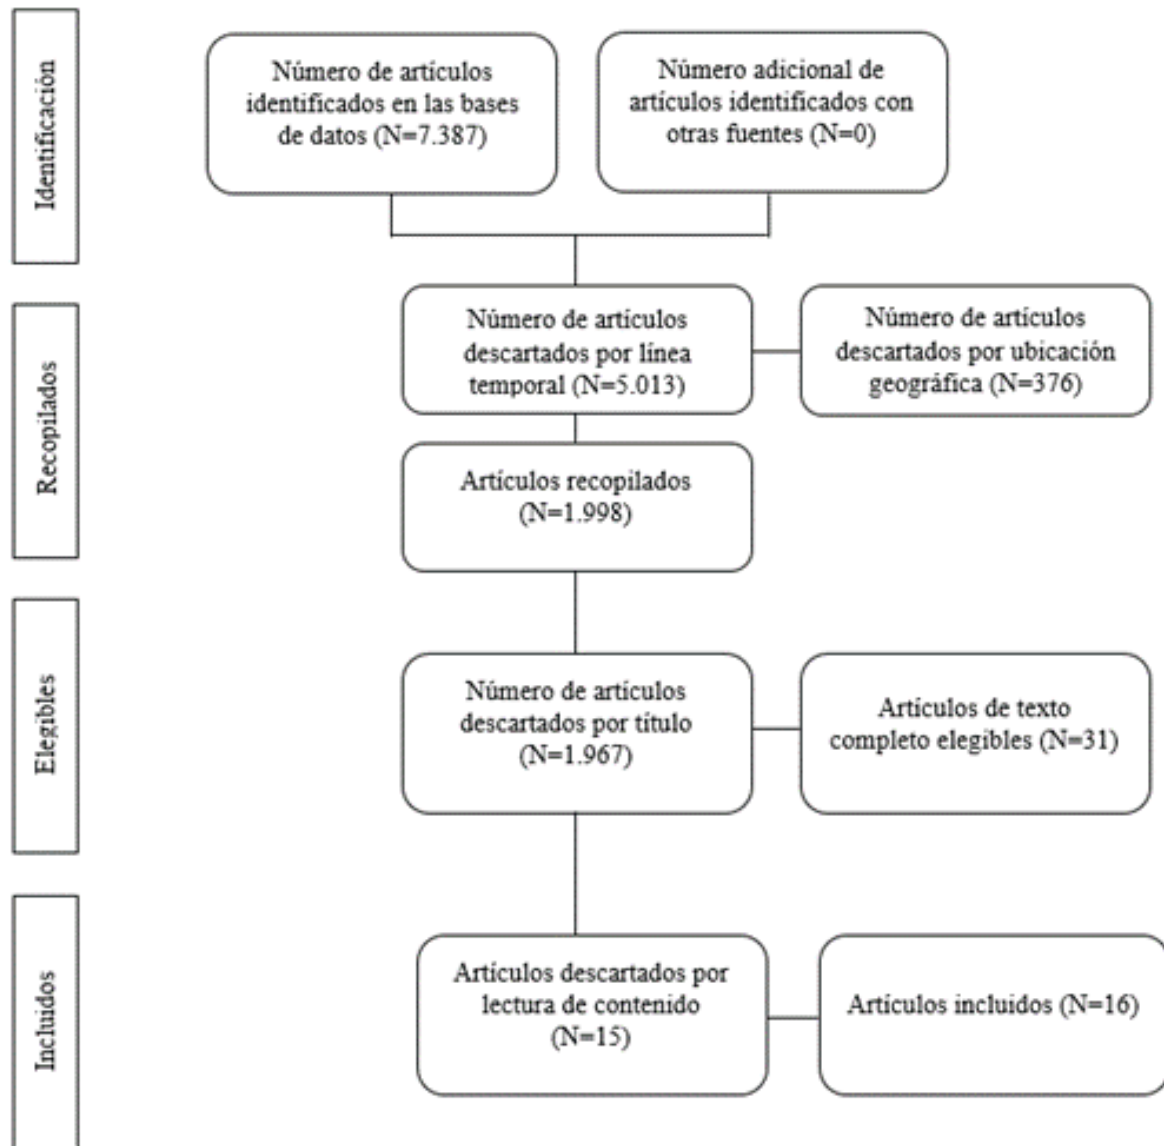 Identificación
Número de artículos
identificados en las bases
de datos (N=7.387)
Número adicional de
artículos identificados con
otras fuentes (N=0)
Recopilados
Número de artículos
descartados por línea
temporal (N=5.013)
Número de artículos
descartados por ubicación
geográfica (N=376)
Artículos recopilados
(N=1.998)
Elegibles
Número de artículos
descartados por título
(N=1.967)
Artículos de texto
completo elegibles (N=31)
Incluidos
Artículos descartados por
lectura de contenido
(N=15)
Artículos incluidos (N=16)